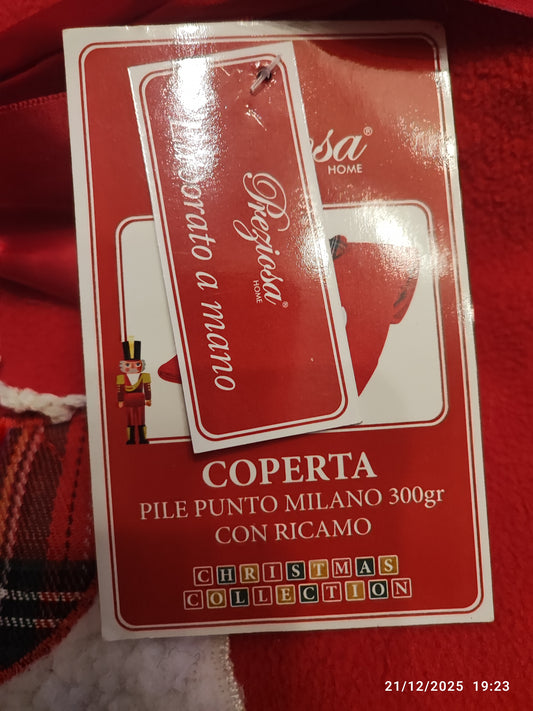 Preziosa®
HOME
Lavorato a mano
osa®
HOME
COPERTA
PILE PUNTO MILANO 300gr
CON RICAMO
CHRISTMAS
COLLECTION
21/12/2025 19:23